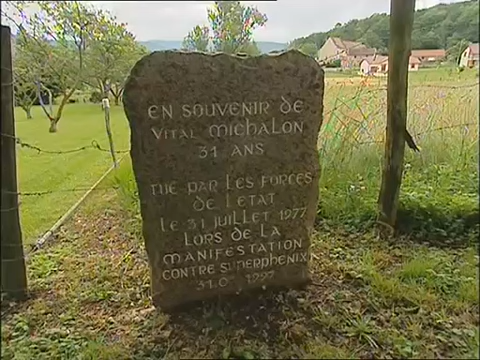 EN SOUVENIR DE
VITAL MICHALON
31 ANS
TUE PAR LES FORCES
DE L'ETAT
LE 31 JUILLET 1977
LORS DE LA
MANIFESTATION
CONTRE SUPERPHENIX
31.07.1997